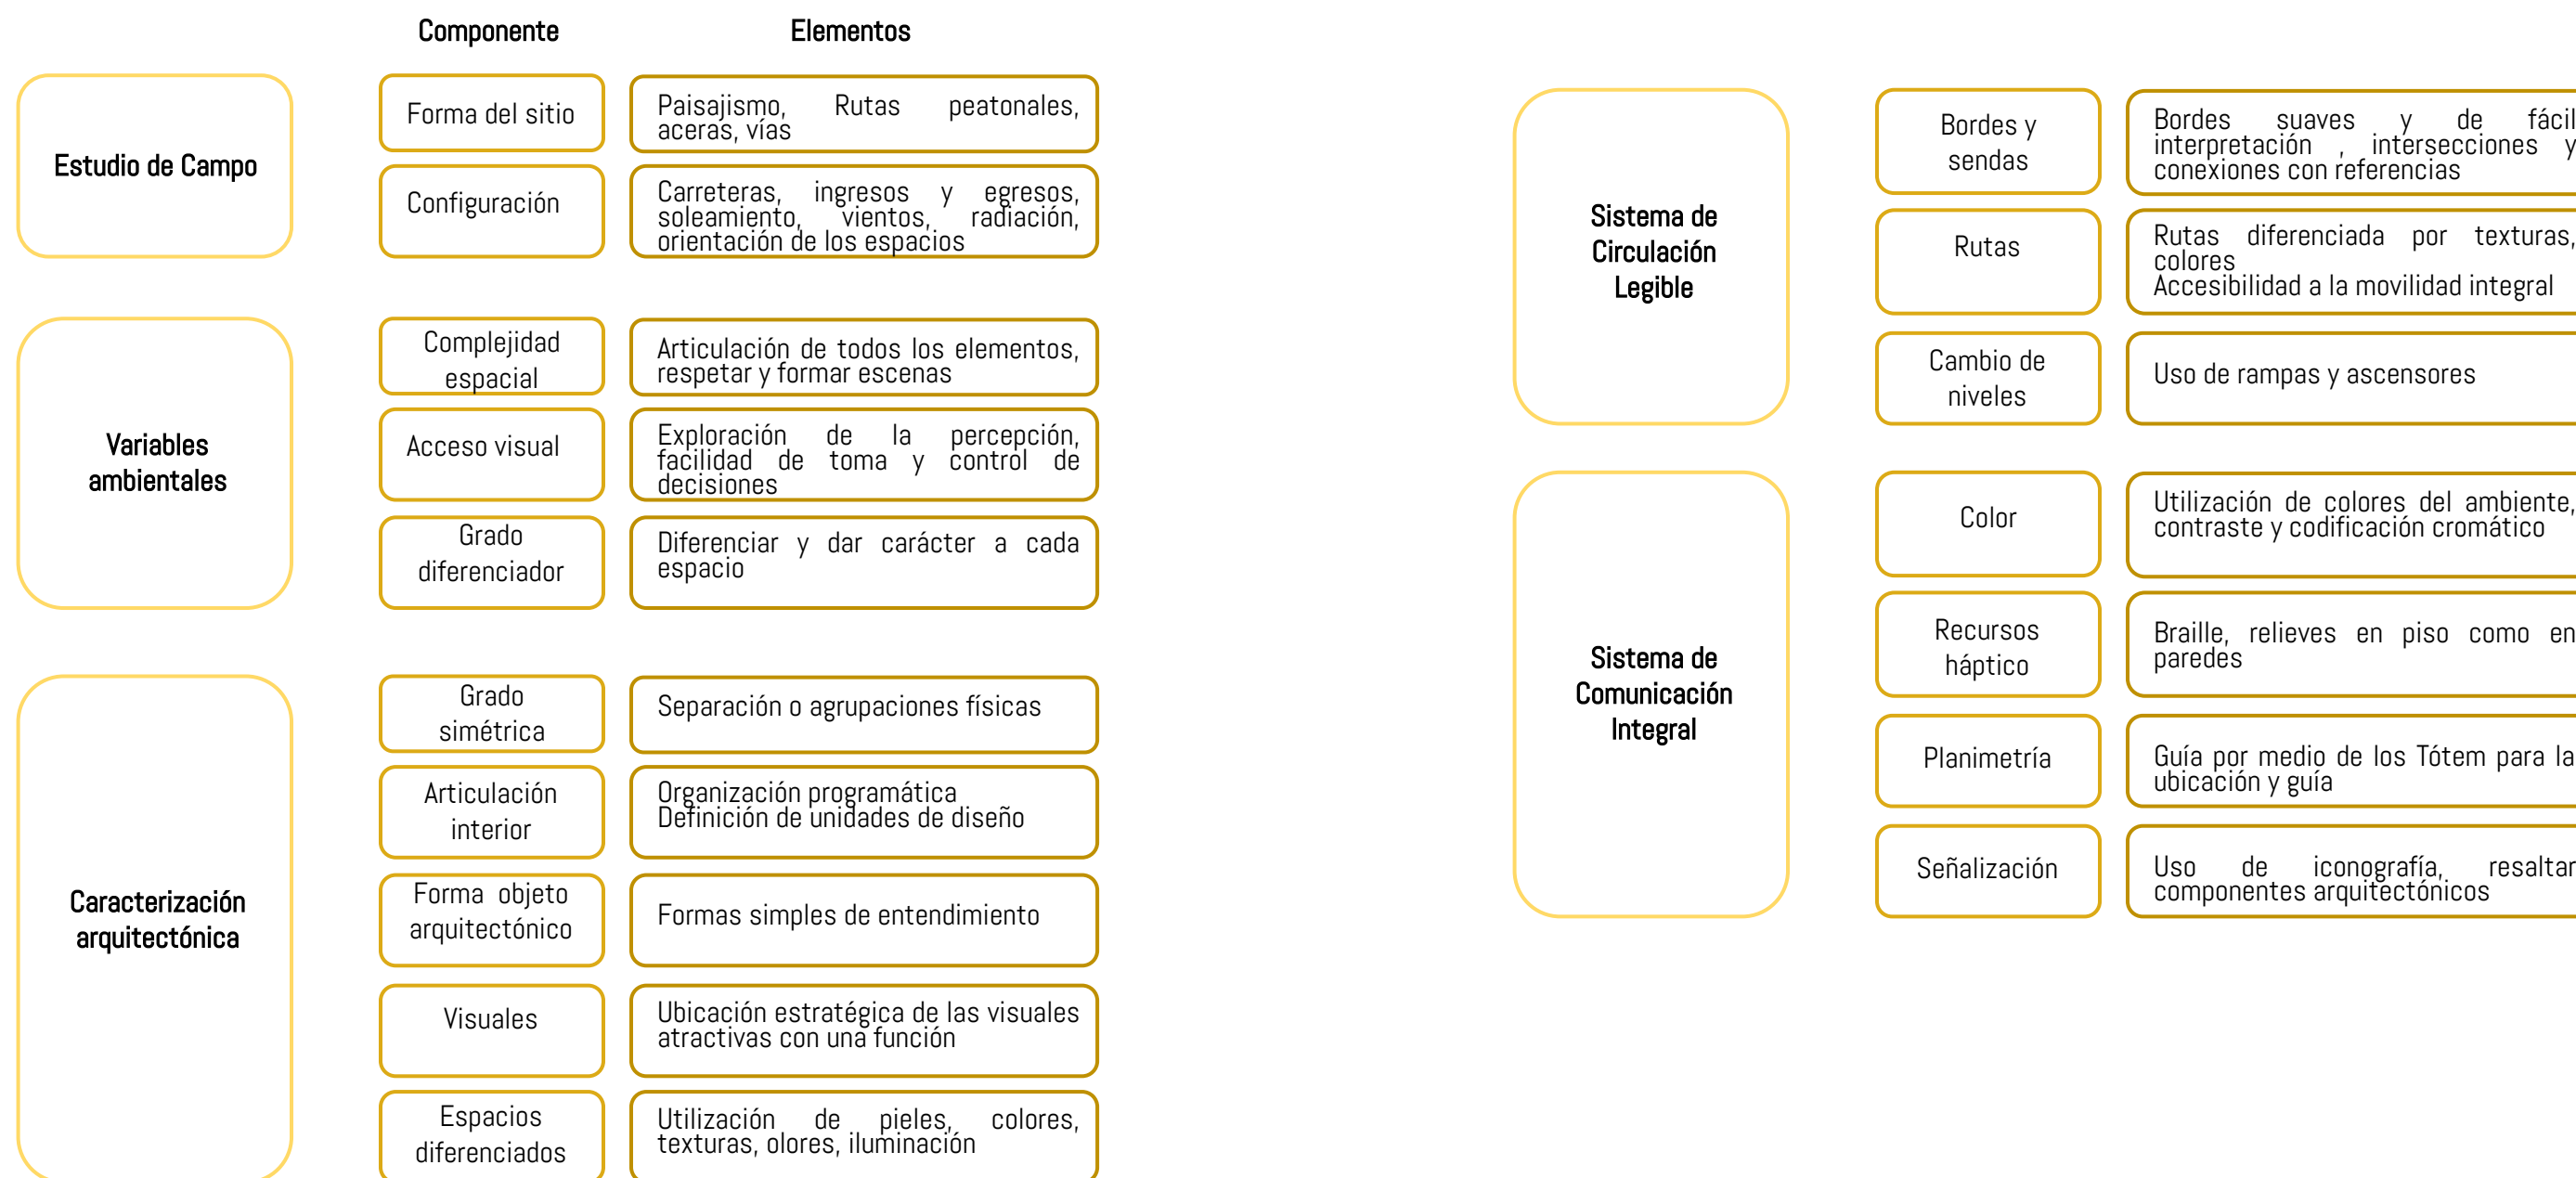 Componente
Elementos
Estudio de Campo
Forma del sitio
Paisajismo, Rutas peatonales,
aceras, vías
Configuración
Carreteras, ingresos y egresos,
soleamiento, vientos, radiación,
orientación de los espacios
Variables
ambientales
Complejidad
espacial
Articulación de todos los elementos,
respetar y formar escenas
Acceso visual
Exploración de la percepción,
facilidad de toma y control de
decisiones
Grado
diferenciador
Diferenciar y dar carácter a cada
espacio
Caracterización
arquitectónica
Grado
simétrica
Separación o agrupaciones físicas
Articulación
interior
Organización programática
Definición de unidades de diseño
Forma objeto
arquitectónico
Formas simples de entendimiento
Visuales
Ubicación estratégica de las visuales
atractivas con una función
Espacios
diferenciados
Utilización de pieles, colores,
texturas, olores, iluminación
Sistema de
Circulación
Legible
Bordes y
sendas
Bordes suaves y de fácil
interpretación , intersecciones y
conexiones con referencias
Rutas
Rutas diferenciada por texturas,
colores
Accesibilidad a la movilidad integral
Cambio de
niveles
Uso de rampas y ascensores
Sistema de
Comunicación
Integral
Color
Utilización de colores del ambiente,
contraste y codificación cromático
Recursos
háptico
Braille, relieves en piso como en
paredes
Planimetría
Guía por medio de los Tótem para la
ubicación y guía
Señalización
Uso de iconografía, resaltar
componentes arquitectónicos